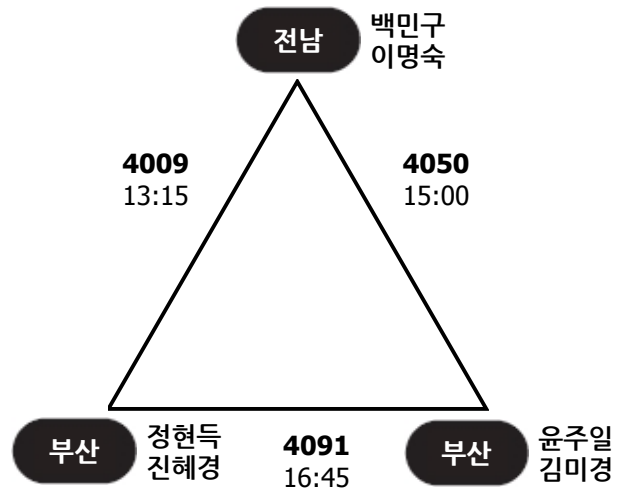 전남
백민구
이명숙
4009
13:15
4050
15:00
부산
정현득
진혜경
4091
16:45
부산
윤주일
김미경